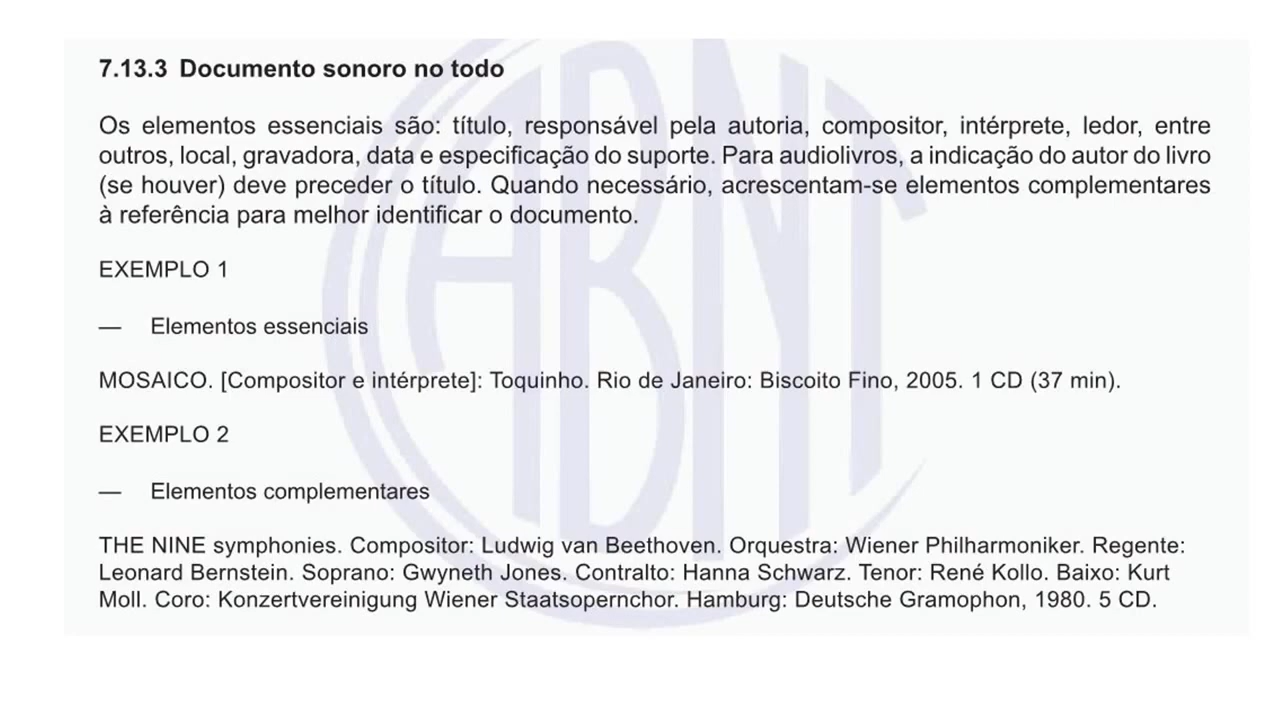 7.13.3 Documento sonoro no todo
Os elementos essenciais são: título, responsável pela autoria, compositor, intérprete, ledor, entre
outros, local, gravadora, data e especificação do suporte. Para audiolivros, a indicação do autor do livro
(se houver) deve preceder o título. Quando necessário, acrescentam-se elementos complementares
à referência para melhor identificar o documento.
EXEMPLO 1
— Elementos essenciais
MOSAICO. [Compositor e intérprete]: Toquinho. Rio de Janeiro: Biscoito Fino, 2005. 1 CD (37 min).
EXEMPLO 2
— Elementos complementares
THE NINE symphonies. Compositor: Ludwig van Beethoven. Orquestra: Wiener Philharmoniker. Regente:
Leonard Bernstein. Soprano: Gwyneth Jones. Contralto: Hanna Schwarz. Tenor: René Kollo. Baixo: Kurt
Moll. Coro: Konzertvereinigung Wiener Staatsopernchor. Hamburg: Deutsche Gramophon, 1980. 5 CD.
ABNT